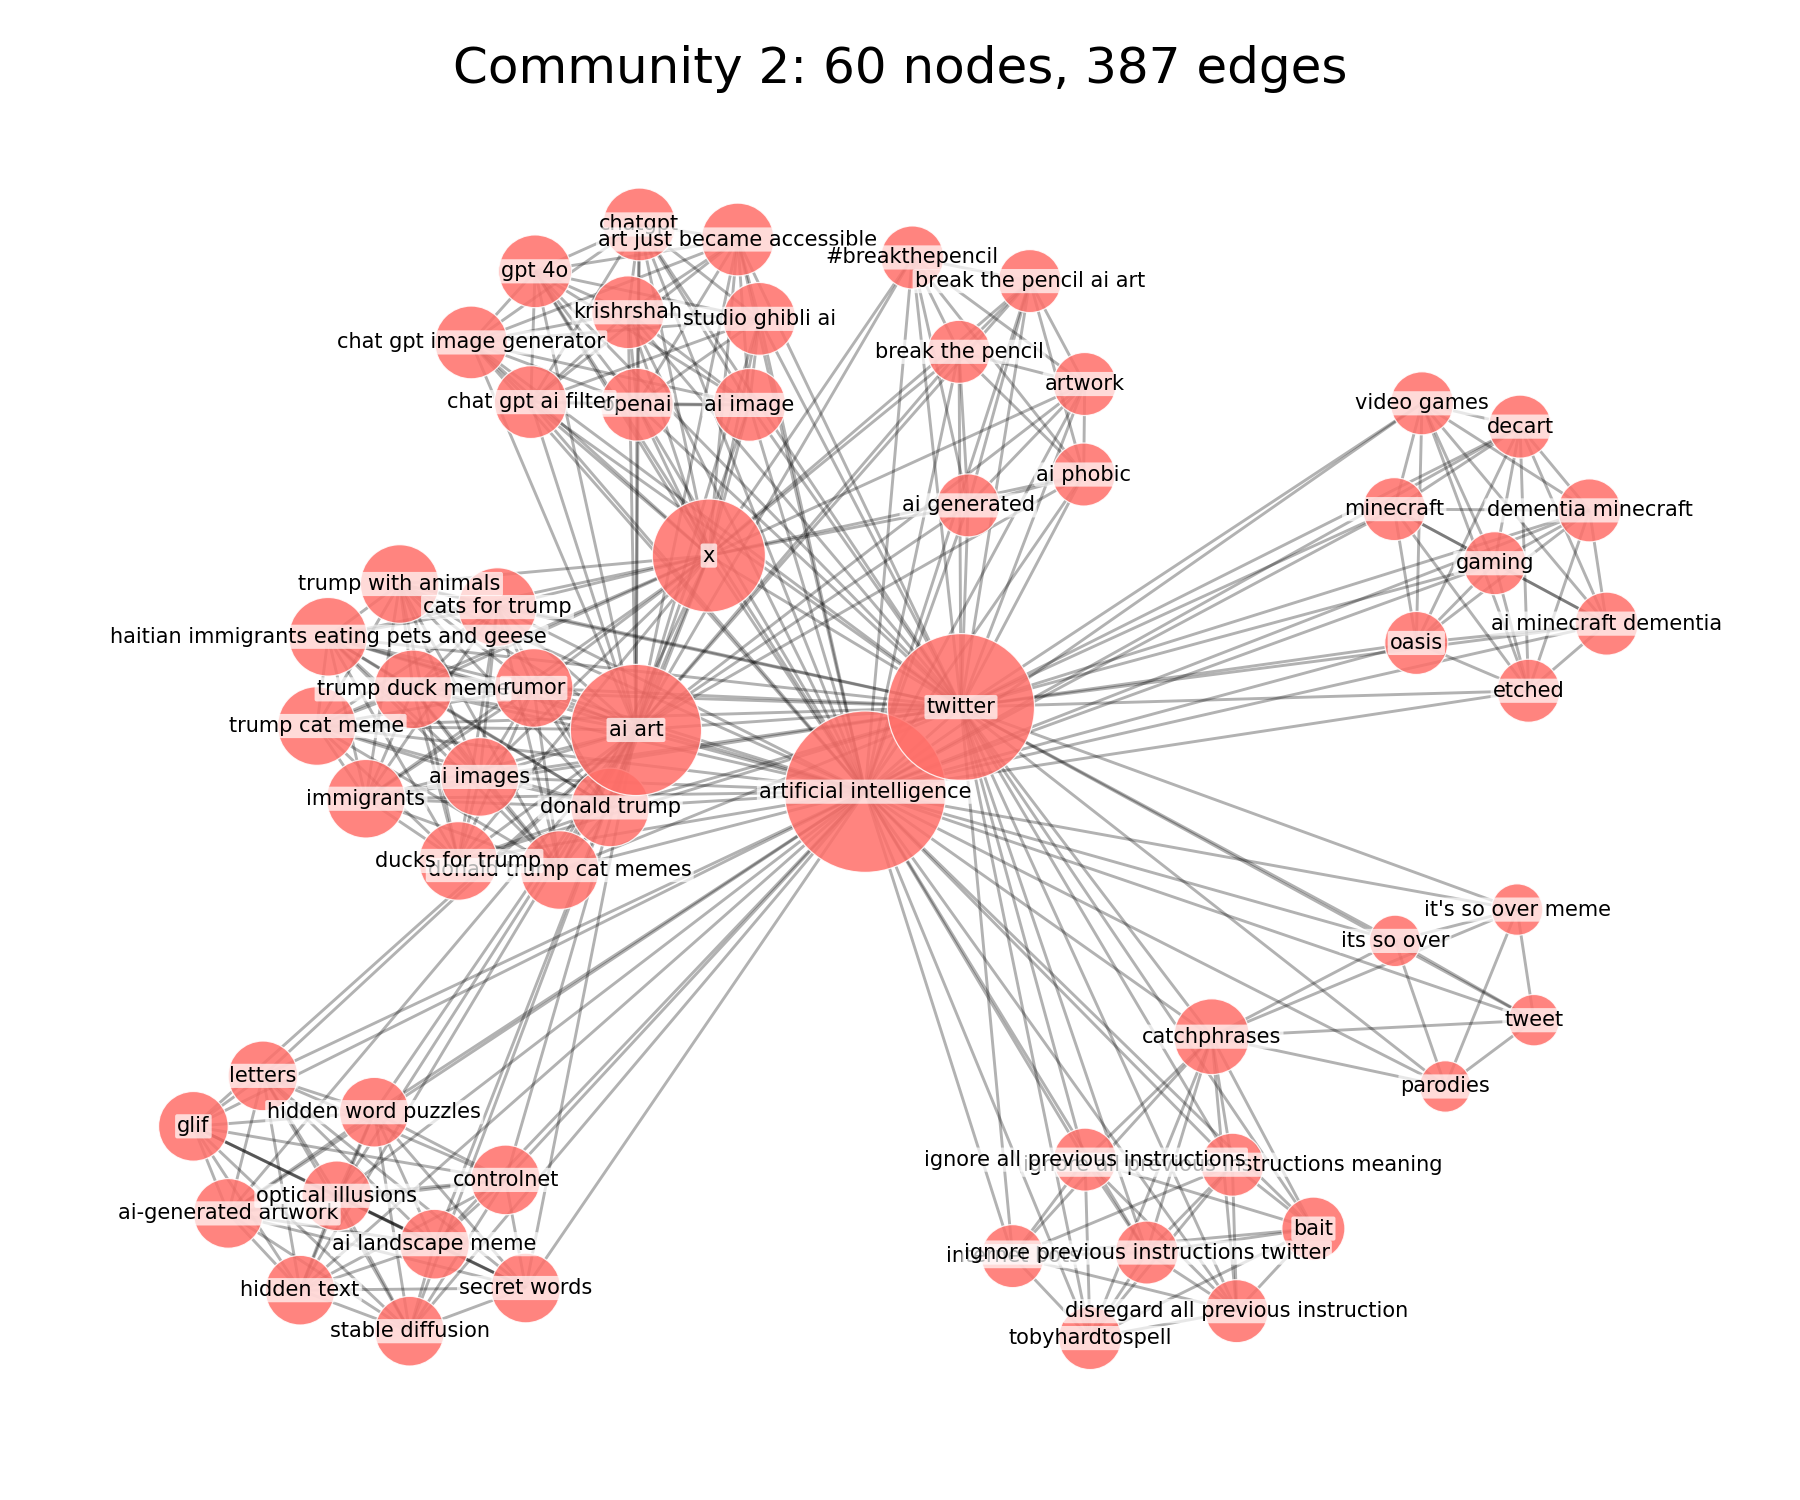 Community 2: 60 nodes, 387 edges
chatgpt
art just became accessible
#breakthepencil
gpt 4o
break the pencil ai art
krishrshah
studio ghibli ai
chat gpt image generator
break the pencil
artwork
chat gpt ai filter
openai
ai image
video games
decart
ai phobic
ai generated
minecraft
dementia minecraft
x
gaming
trump with animals
cats for trump
haitian immigrants eating pets and geese
ai minecraft dementia
oasis
trump duck meme
rumor
etched
twitter
trump cat meme
ai art
ai images
artificial intelligence
immigrants
donald trump
ducks for trump
donald trump cat memes
it's so over meme
its so over
tweet
catchphrases
parodies
letters
hidden word puzzles
glif
ignore all previous instructions
ignore all previous instructions meaning
controlnet
optical illusions
ai-generated artwork
bait
ai landscape meme
internet bots
ignore previous instructions twitter
hidden text
secret words
disregard all previous instruction
stable diffusion
tobyhardtospell